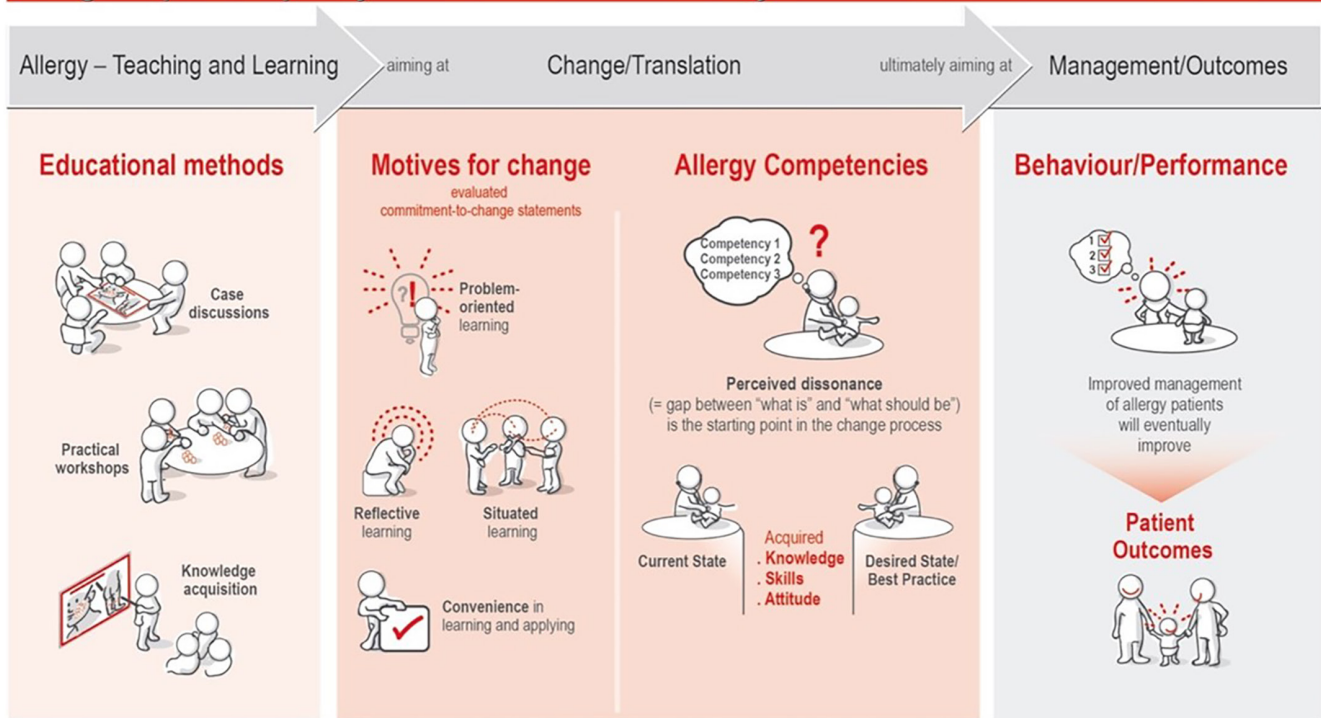 Allergy – Teaching and Learning
aiming at
Change/Translation
ultimately aiming at
Management/Outcomes
Educational methods
Case
discussions
Practical
workshops
Knowledge
acquisition
Motives for change
evaluated
commitment-to-change statements
?!
Problem-
oriented
learning
Reflective
learning
Situated
learning
Convenience in
learning and applying
Allergy Competencies
Competency 1
Competency 2
Competency 3
?
Perceived dissonance
(= gap between “what is” and “what should be”)
is the starting point in the change process
Current State
Acquired
. Knowledge
. Skills
. Attitude
Desired State/
Best Practice
Behaviour/Performance
1
2
3
Improved management
of allergy patients
will eventually
improve
Patient
Outcomes